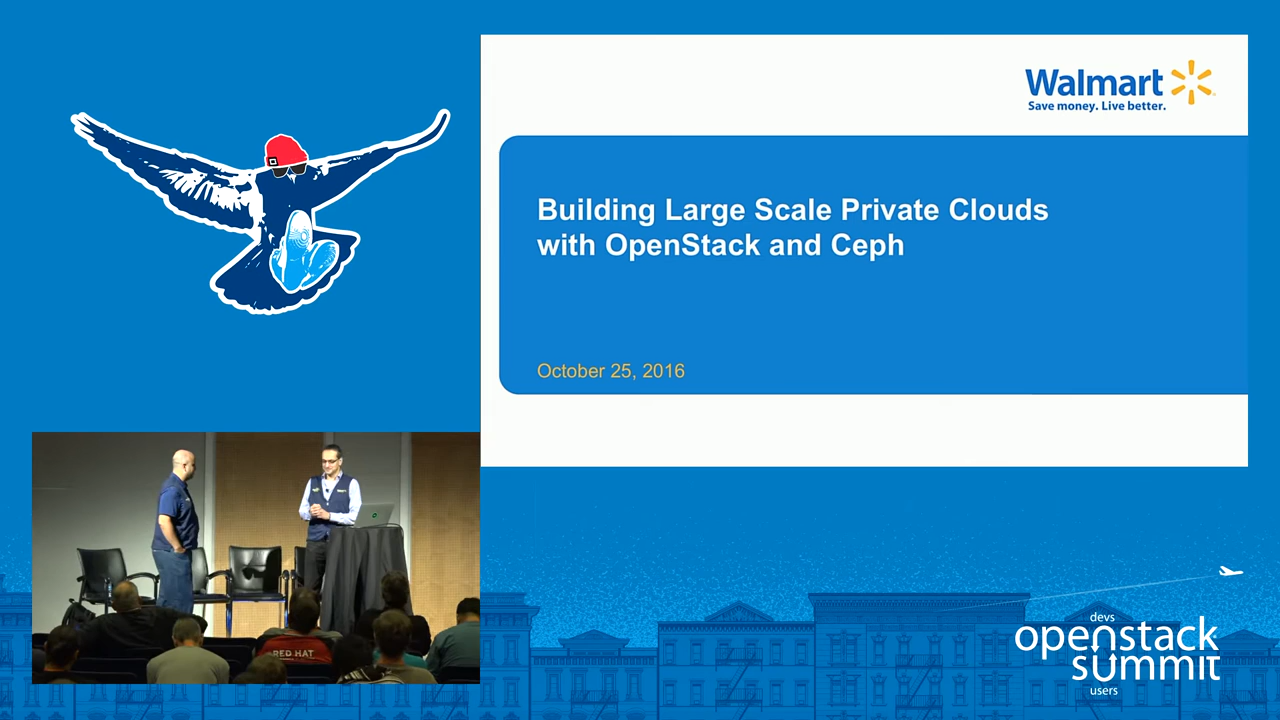 Walmart
Save money. Live better.
Building Large Scale Private Clouds
with OpenStack and Ceph
October 25, 2016
RED HAT
devs
openstack
summit
users